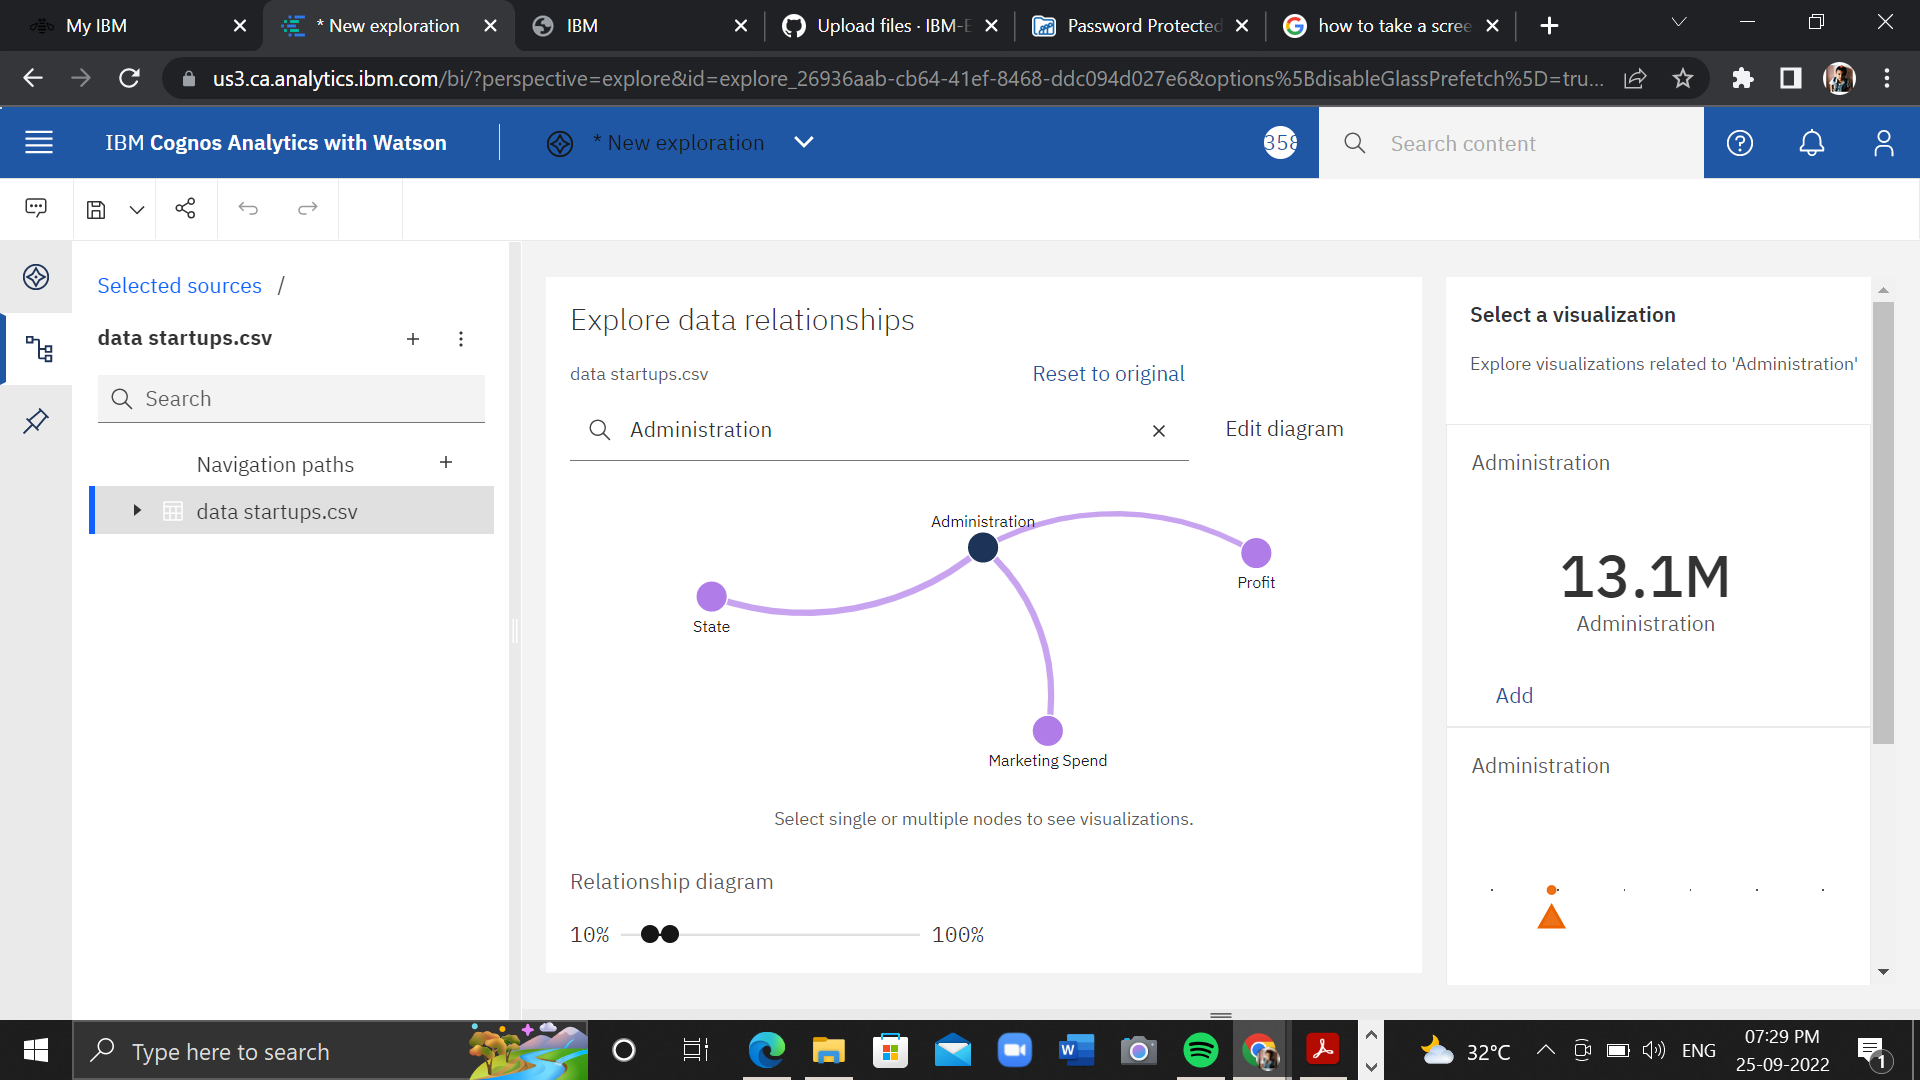 My IBM
* New exploration
IBM
Upload files · IBM-E
Password Protected
how to take a scree
us3.ca.analytics.ibm.com/bi/?perspective=explore&id=explore_26936aab-cb64-41ef-8468-ddc094d027e6&options%5BdisableGlassPrefetch%5D=tru...
IBM Cognos Analytics with Watson
* New exploration
358
Search content
Selected sources /
data startups.csv
Search
Navigation paths
data startups.csv
Explore data relationships
data startups.csv
Reset to original
Administration
Edit diagram
Administration
Profit
State
Marketing Spend
Select single or multiple nodes to see visualizations.
Relationship diagram
10%
100%
Select a visualization
Explore visualizations related to 'Administration'
Administration
13.1M
Administration
Add
Administration
Type here to search
W
32°C
ENG
07:29 PM
25-09-2022
1